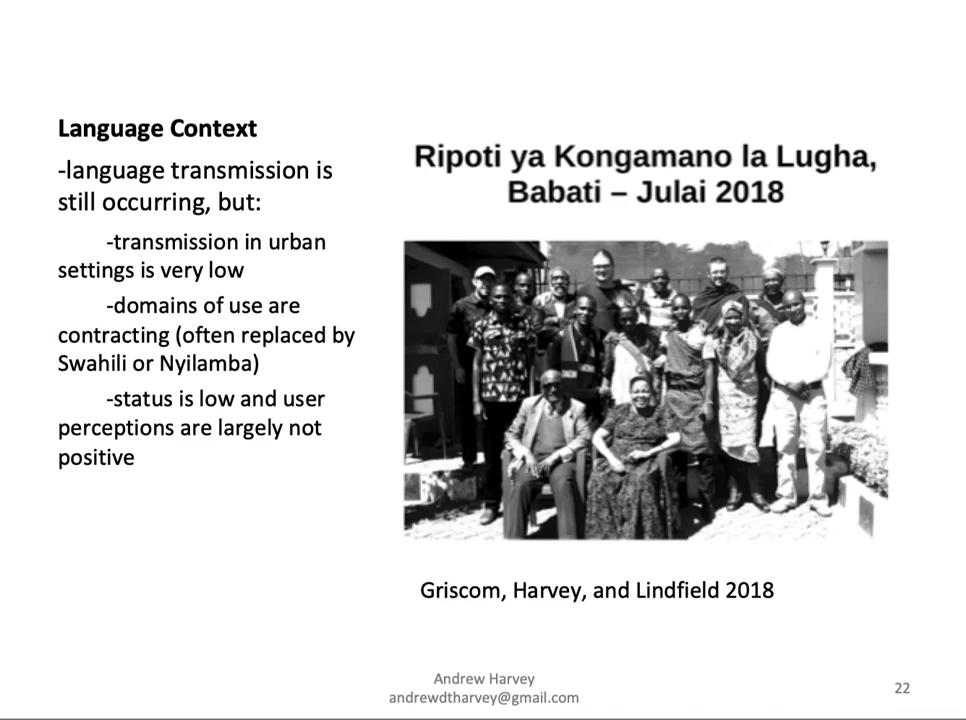 Language Context
-language transmission is
still occurring, but:
-transmission in urban
settings is very low
-domains of use are
contracting (often replaced by
Swahili or Nyilamba)
-status is low and user
perceptions are largely not
positive
Ripoti ya Kongamano la Lugha,
Babati – Julai 2018
Griscom, Harvey, and Lindfield 2018
Andrew Harvey
andrewdtharvey@gmail.com
22